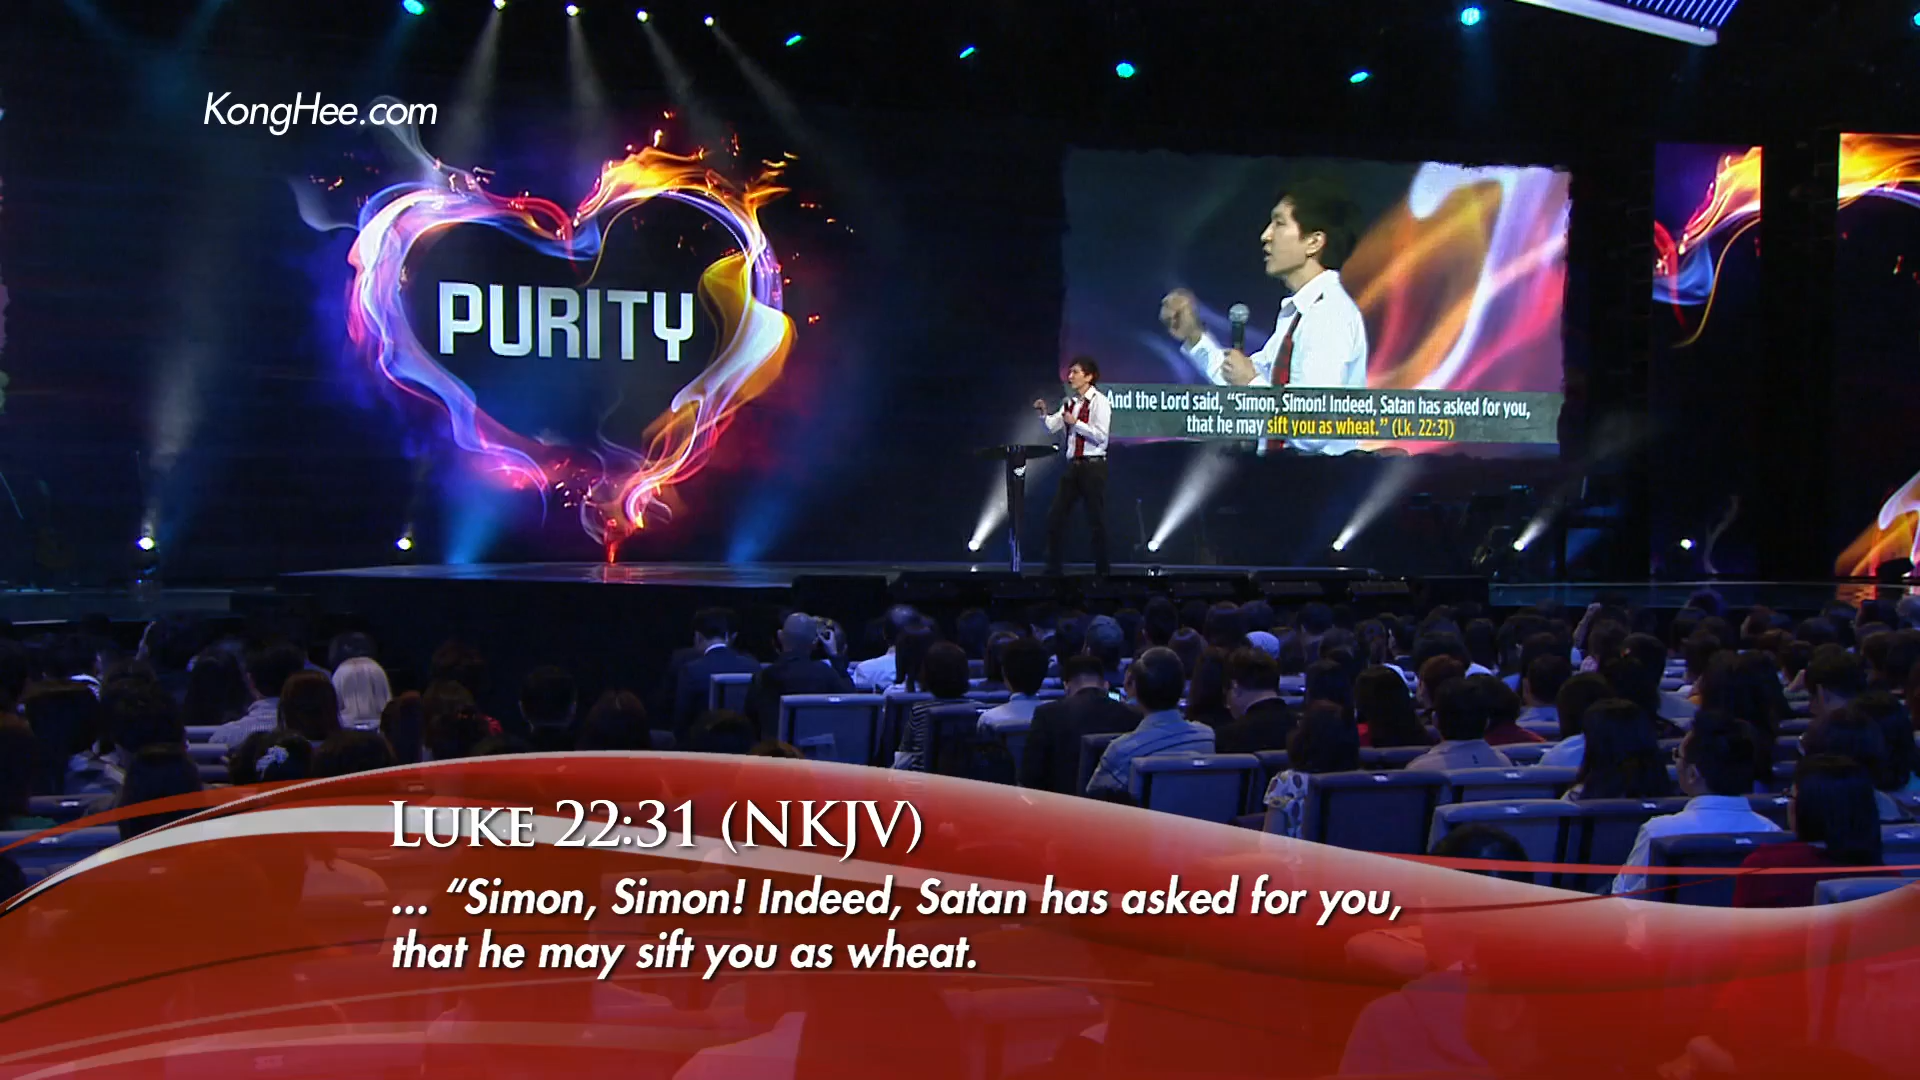 KongHee.com
PURITY
And the Lord said, “Simon, Simon! Indeed, Satan has asked for you,
that he may sift you as wheat.” (Lk. 22:31)
LUKE 22:31 (NKJV)
... “Simon, Simon! Indeed, Satan has asked for you,
that he may sift you as wheat.